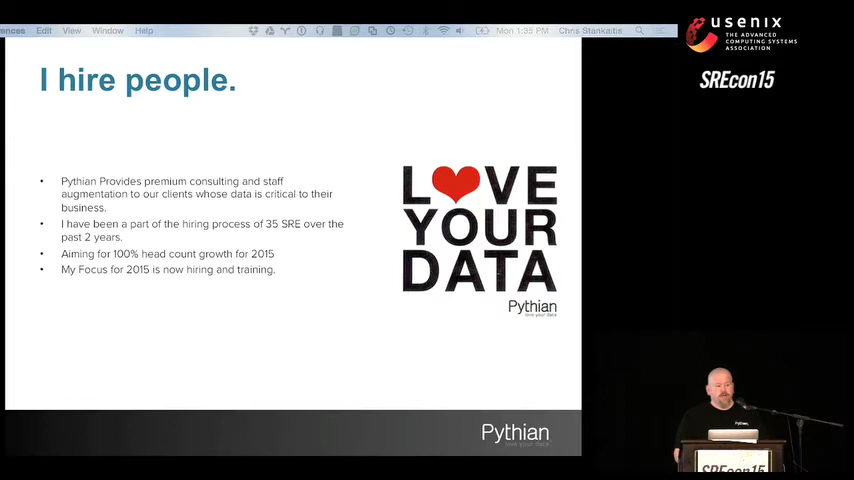 ences Edit View Window Help Mon 1:35 PM Chris Stankaitis
usenix
THE ADVANCED
COMPUTING SYSTEMS
ASSOCIATION
SREcon15
I hire people.
• Pythian Provides premium consulting and staff
augmentation to our clients whose data is critical to their
business.
• I have been a part of the hiring process of 35 SRE over the
past 2 years.
• Aiming for 100% head count growth for 2015
• My Focus for 2015 is now hiring and training.
L♥VE
YOUR
DATA
Pythian
love your data
Pythian
love your data
Pythian
SREcon15